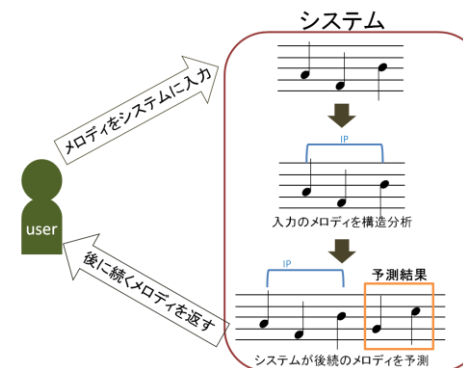 システム
メロディをシステムに入力
IP
入力のメロディを構造分析
user
後に続くメロディを返す
IP
予測結果
システムが後続のメロディを予測